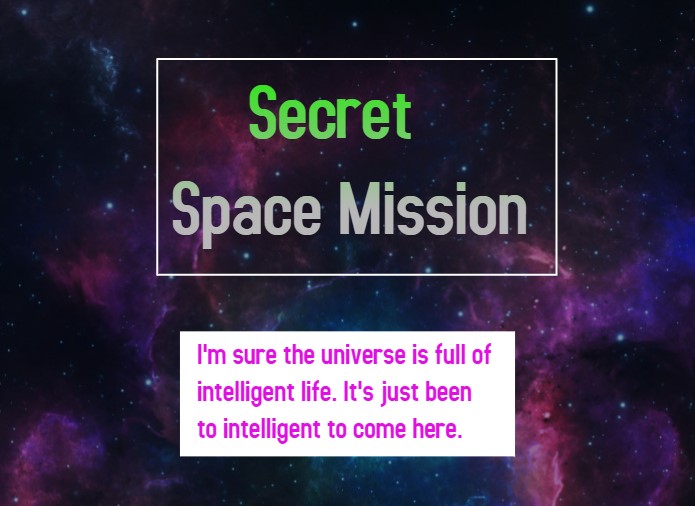 Secret
Space Mission
I'm sure the universe is full of
intelligent life. It's just been
to intelligent to come here.